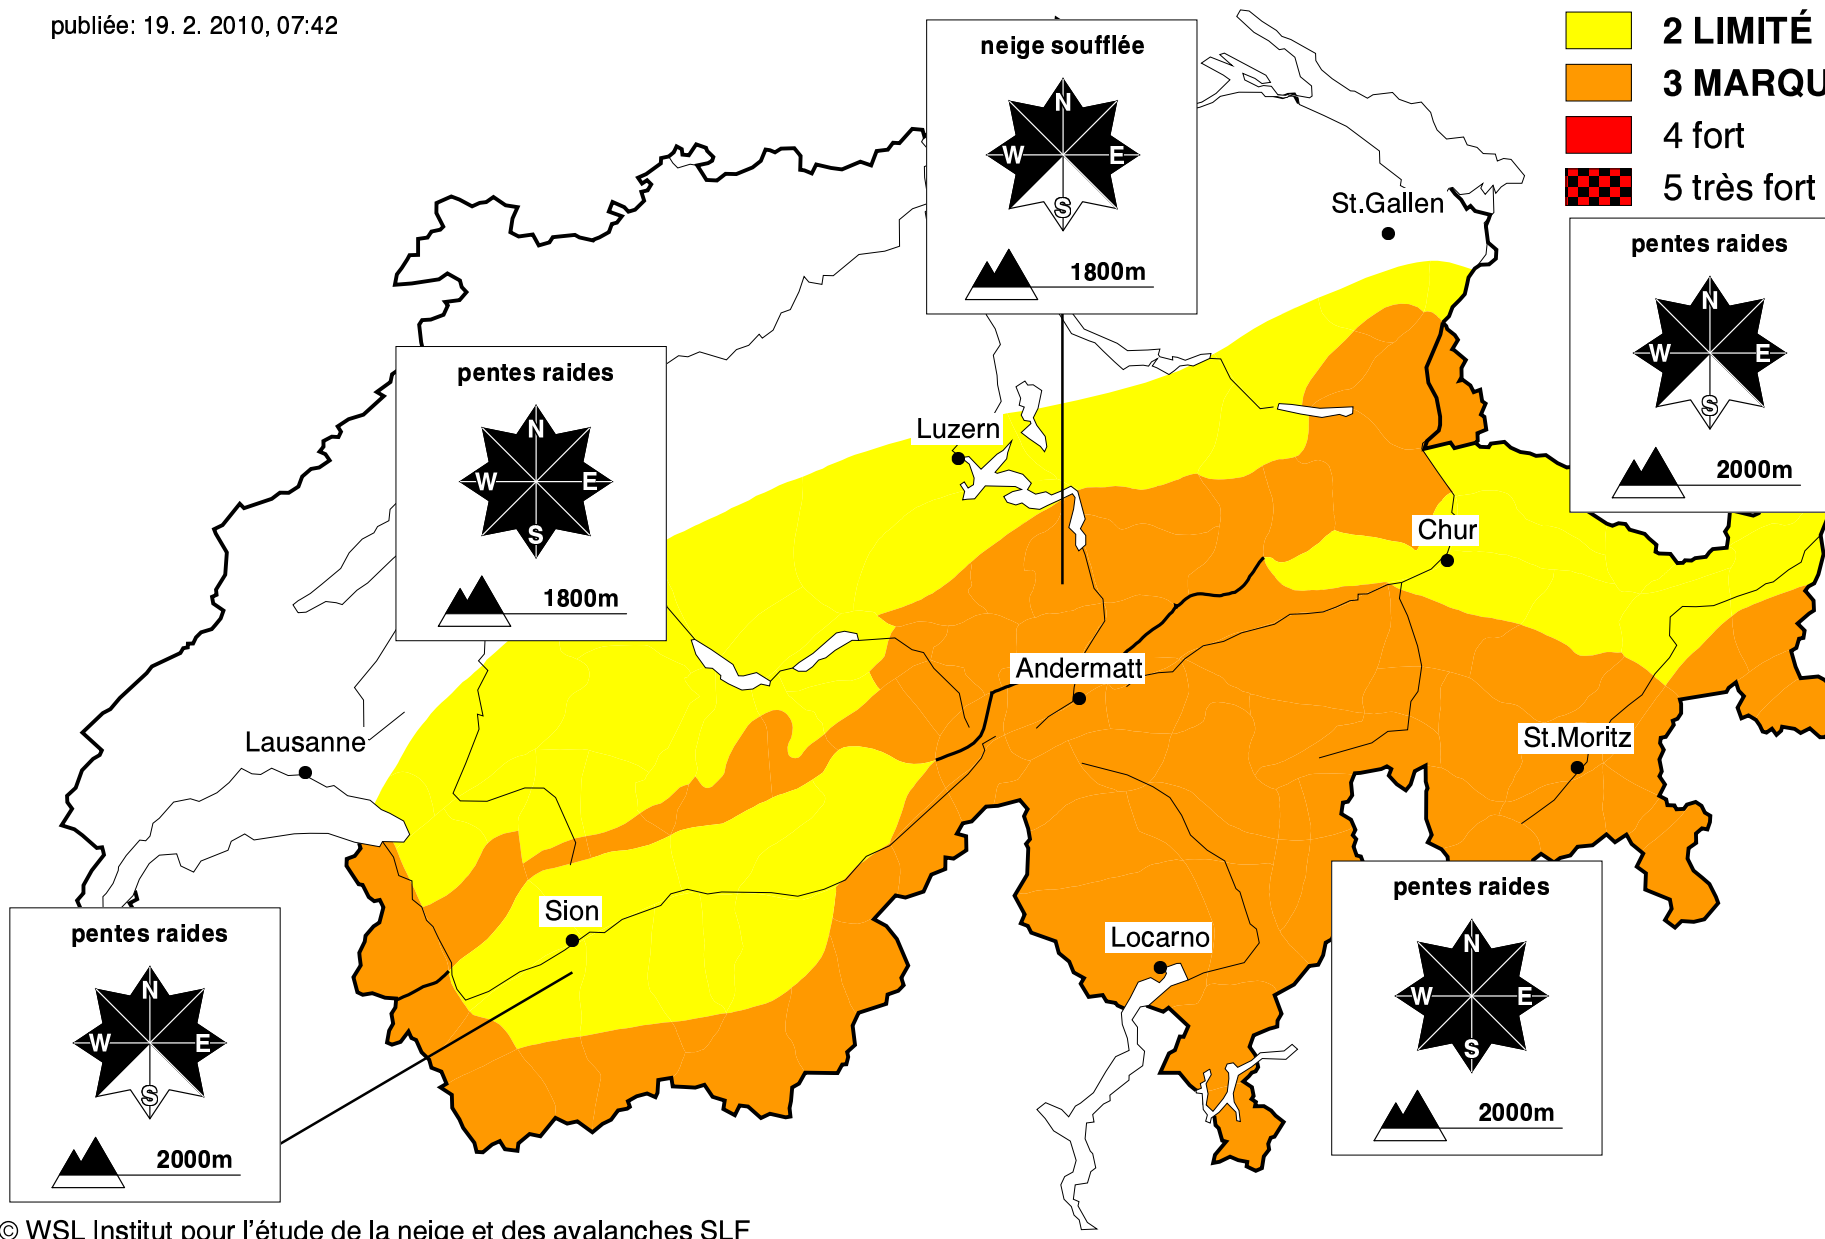 publiée: 19. 2. 2010, 07:42
2 LIMITÉ
3 MARQU
4 fort
5 très fort
neige soufflée
N
W E
S
1800m
St.Gallen
pentes raides
N
W E
S
2000m
pentes raides
N
W E
S
1800m
Luzern
Chur
Andermatt
Lausanne
St.Moritz
Sion
Locarno
pentes raides
N
W E
S
2000m
pentes raides
N
W E
S
2000m
© WSL Institut pour l'étude de la neige et des avalanches SLF